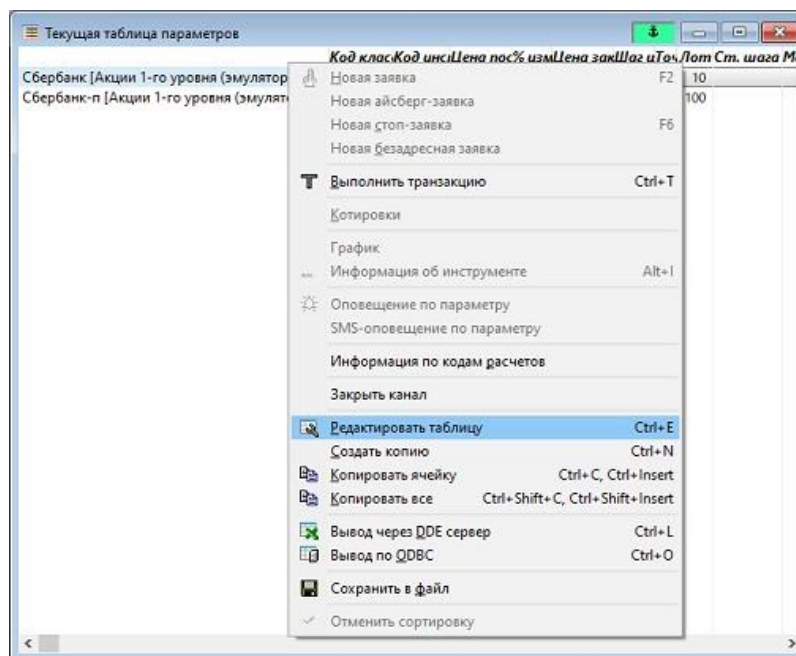 Текущая таблица параметров
Код клас Код инс Цена пос % изм Цена зак Шаг ц Точ Лот Ст. шага М
Сбербанк [Акции 1-го уровня (эмулятор 10
Сбербанк-п [Акции 1-го уровня (эмулят 100
Новая заявка F2
Новая айсберг-заявка
Новая стоп-заявка F6
Новая безадресная заявка
Выполнить транзакцию Ctrl+T
Котировки
График
Информация об инструменте Alt+I
Оповещение по параметру
SMS-оповещение по параметру
Информация по кодам расчетов
Закрыть канал
Редактировать таблицу Ctrl+E
Создать копию Ctrl+N
Копировать ячейку Ctrl+C, Ctrl+Insert
Копировать все Ctrl+Shift+C, Ctrl+Shift+Insert
Вывод через DDE сервер Ctrl+L
Вывод по ODBC Ctrl+O
Сохранить в файл
Отменить сортировку